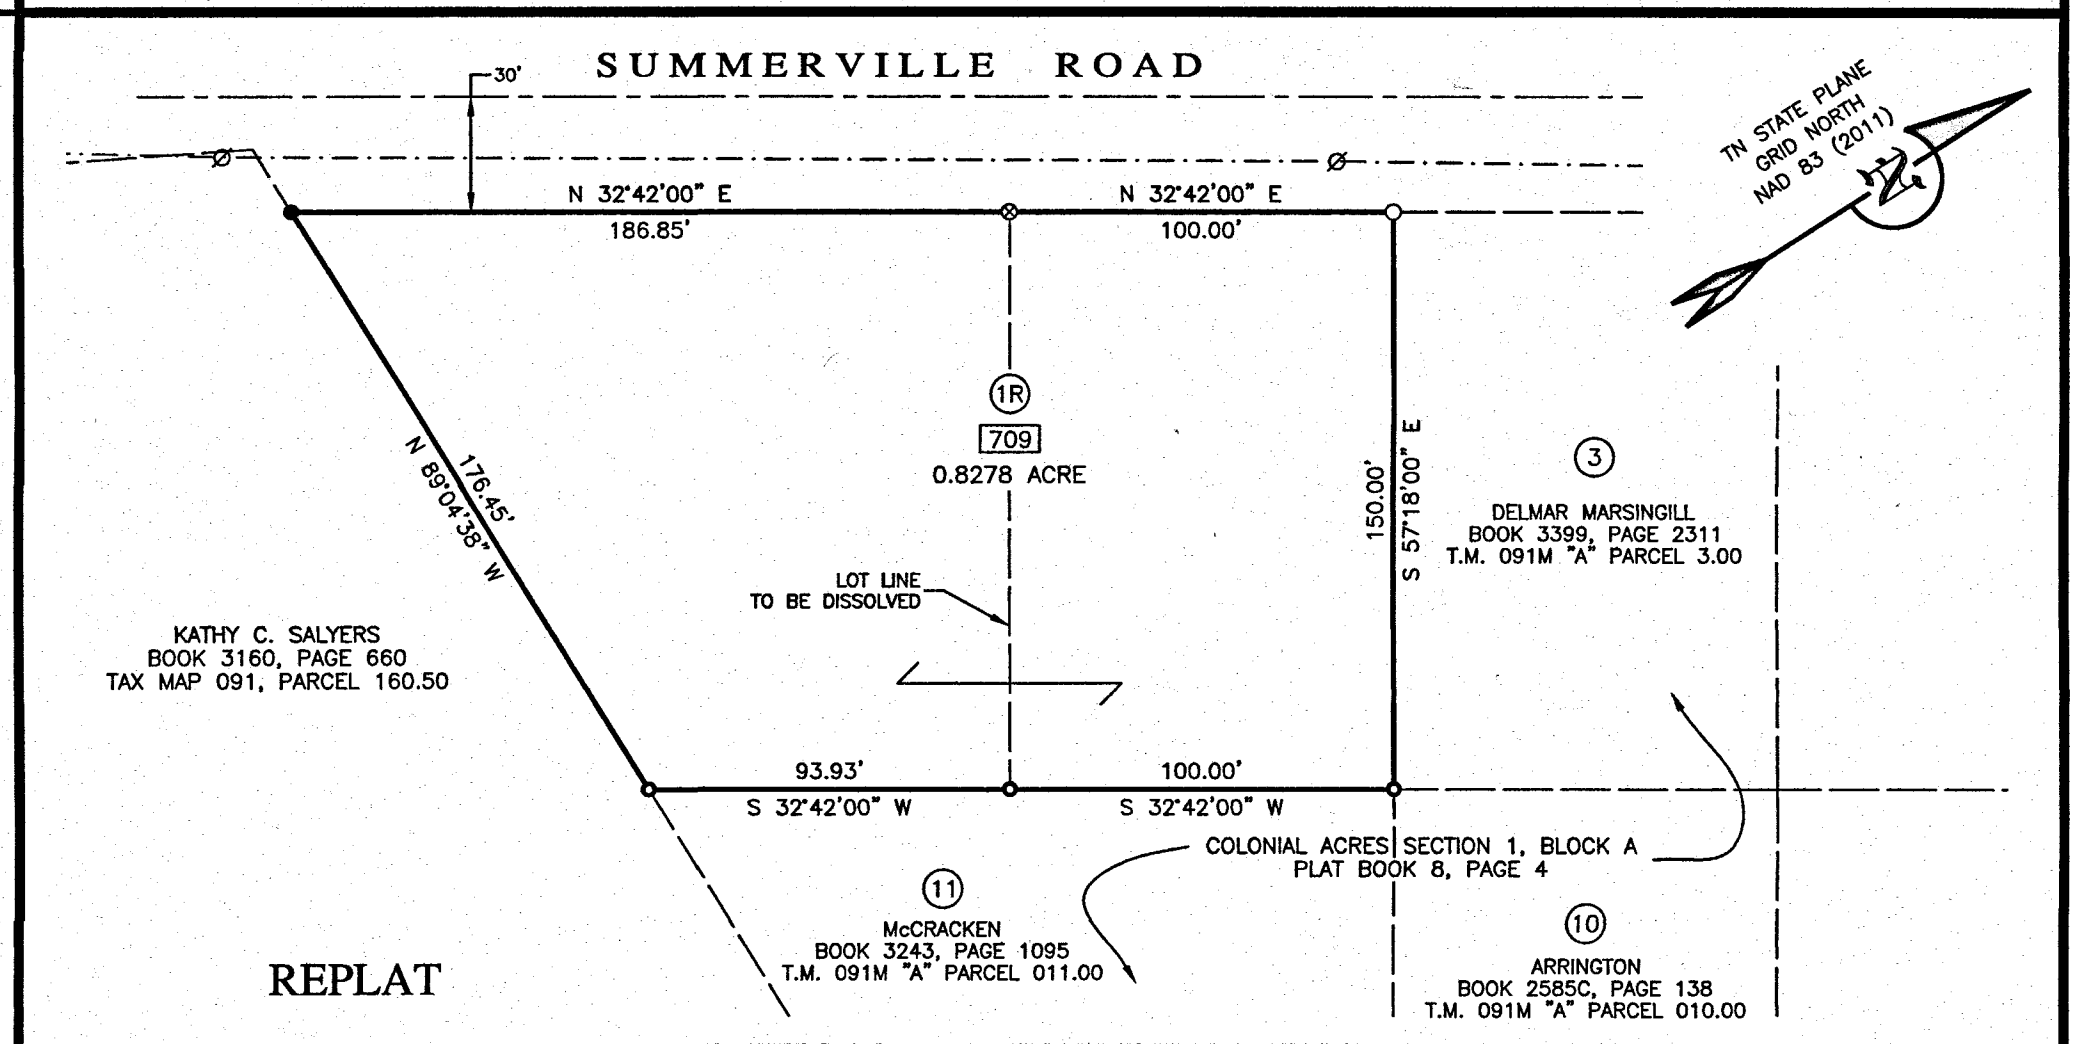 SUMMERVILLE ROAD
30'
TN STATE PLANE
GRID NORTH
NAD 83 (2011)
N
N 32°42'00" E
186.85'
N 32°42'00" E
100.00'
1R
709
0.8278 ACRE
176.45'
N 89°04'38" W
150.00'
S 57°18'00" E
3
DELMAR MARSINGILL
BOOK 3399, PAGE 2311
T.M. 091M "A" PARCEL 3.00
LOT LINE
TO BE DISSOLVED
KATHY C. SALYERS
BOOK 3160, PAGE 660
TAX MAP 091, PARCEL 160.50
93.93'
S 32°42'00" W
100.00'
S 32°42'00" W
COLONIAL ACRES SECTION 1, BLOCK A
PLAT BOOK 8, PAGE 4
11
McCRACKEN
BOOK 3243, PAGE 1095
T.M. 091M "A" PARCEL 011.00
10
ARRINGTON
BOOK 2585C, PAGE 138
T.M. 091M "A" PARCEL 010.00
REPLAT